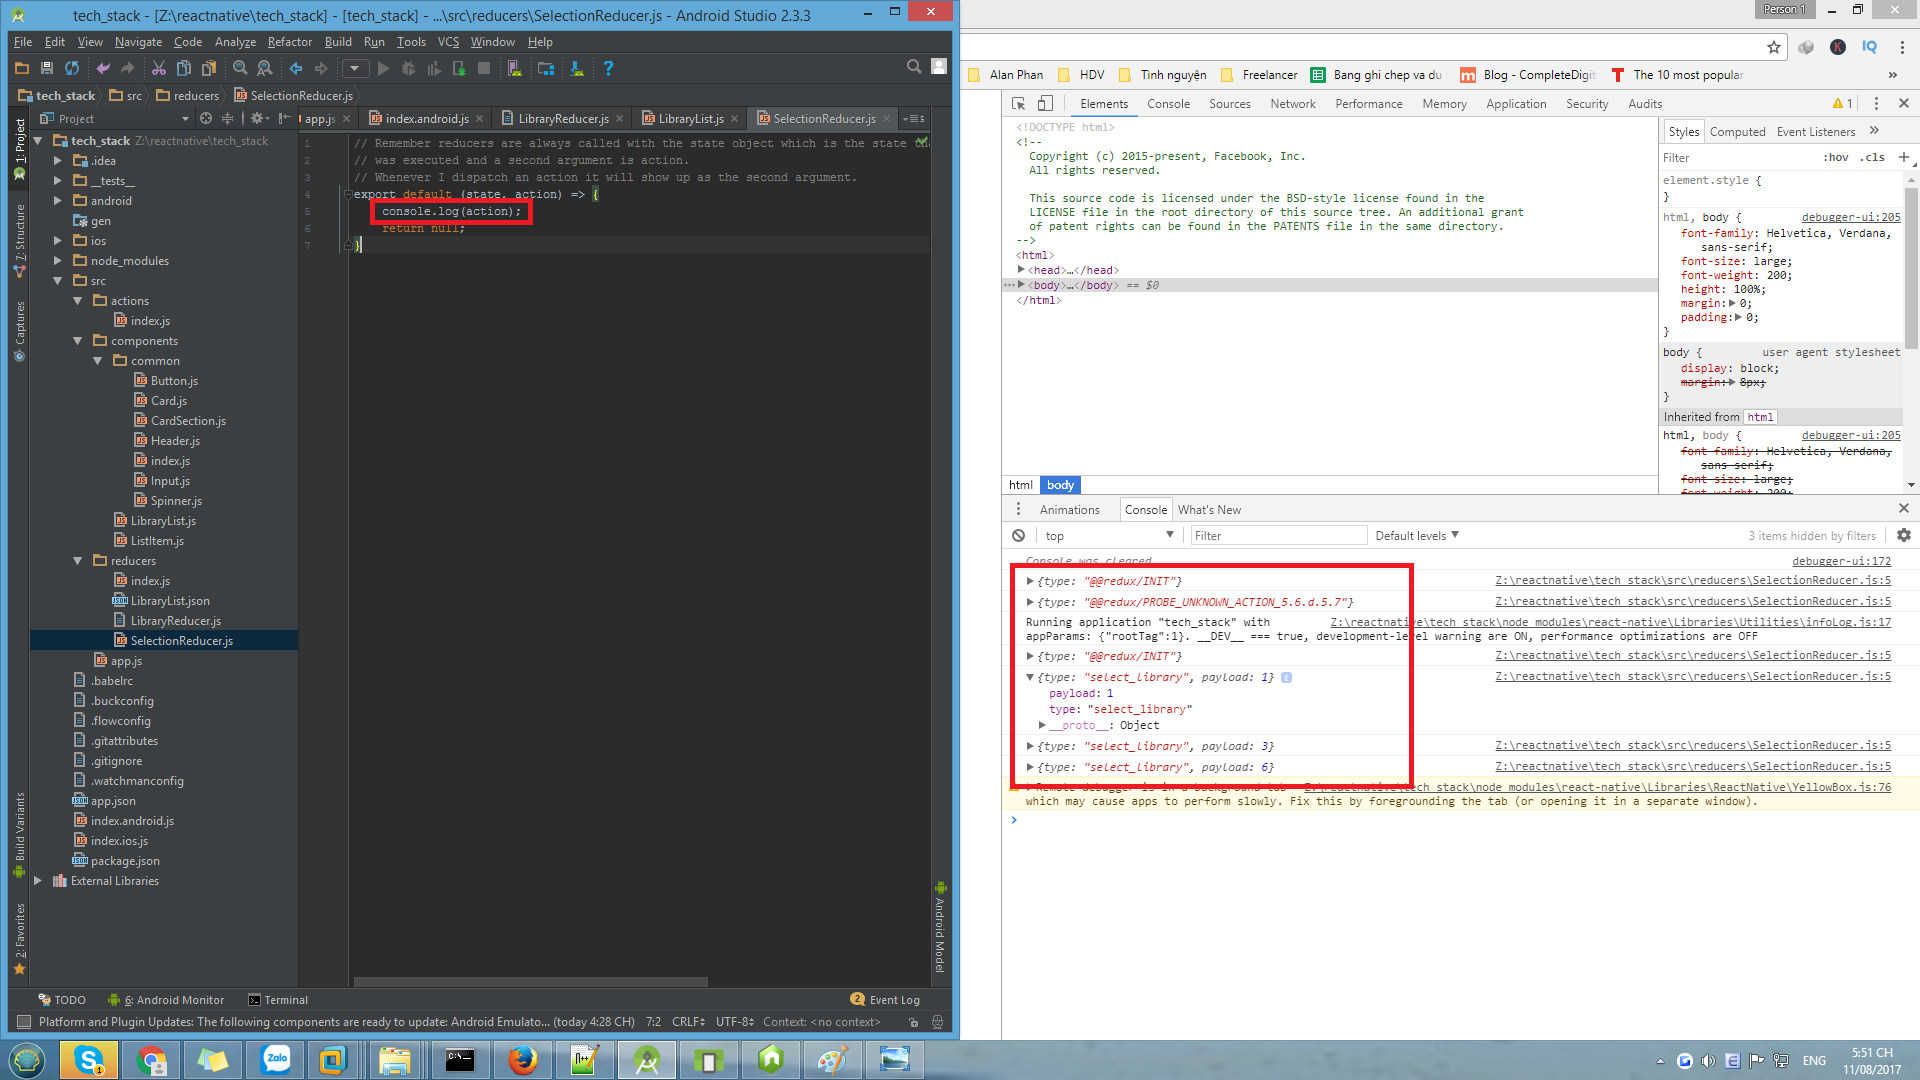 tech_stack - [Z:\reactnative\tech_stack] - [tech_stack] - ...\src\reducers\SelectionReducer.js - Android Studio 2.3.3
File Edit View Navigate Code Analyze Refactor Build Run Tools VCS Window Help
tech_stack src reducers SelectionReducer.js
Project
app.js index.android.js LibraryReducer.js LibraryList.js SelectionReducer.js
1: Project
7: Structure
Captures
Build Variants
2: Favorites
Android Model
tech_stack Z:\reactnative\tech_stack
.idea
__tests__
android
gen
ios
node_modules
src
actions
index.js
components
common
Button.js
Card.js
CardSection.js
Header.js
index.js
Input.js
Spinner.js
LibraryList.js
ListItem.js
reducers
index.js
LibraryList.json
LibraryReducer.js
SelectionReducer.js
app.js
.babelrc
.buckconfig
.flowconfig
.gitattributes
.gitignore
.watchmanconfig
app.json
index.android.js
index.ios.js
package.json
External Libraries
1 // Remember reducers are always called with the state object which is the state th
2 // was executed and a second argument is action.
3 // Whenever I dispatch an action it will show up as the second argument.
4 export default (state, action) => {
5 console.log(action);
6 return null;
7 }
TODO 6: Android Monitor Terminal 2 Event Log
Platform and Plugin Updates: The following components are ready to update: Android Emulato... (today 4:28 CH) 7:2 CRLF UTF-8 Context: <no context>
Person 1
Alan Phan HDV Tình nguyện Freelancer Bang ghi chep va du Blog - CompleteDigit The 10 most popular
Elements Console Sources Network Performance Memory Application Security Audits 1
<!DOCTYPE html>
<!--
Copyright (c) 2015-present, Facebook, Inc.
All rights reserved.
This source code is licensed under the BSD-style license found in the
LICENSE file in the root directory of this source tree. An additional grant
of patent rights can be found in the PATENTS file in the same directory.
-->
<html>
<head>…</head>
<body>…</body> == $0
</html>
html body
Styles Computed Event Listeners
Filter :hov .cls +
element.style {
}
html, body { debugger-ui:205
font-family: Helvetica, Verdana,
sans-serif;
font-size: large;
font-weight: 200;
height: 100%;
margin: 0;
padding: 0;
}
body { user agent stylesheet
display: block;
margin: 8px;
}
Inherited from html
html, body { debugger-ui:205
font-family: Helvetica, Verdana,
sans-serif;
font-size: large;
font-weight: 200;
Animations Console What's New
top Filter Default levels 3 items hidden by filters
Console was cleared debugger-ui:172
{type: "@@redux/INIT"} Z:\reactnative\tech_stack\src\reducers\SelectionReducer.js:5
{type: "@@redux/PROBE_UNKNOWN_ACTION_5.6.d.5.7"} Z:\reactnative\tech_stack\src\reducers\SelectionReducer.js:5
Running application "tech_stack" with Z:\reactnative\tech_stack\node_modules\react-native\Libraries\Utilities\infoLog.js:17
appParams: {"rootTag":1}. __DEV__ === true, development-level warning are ON, performance optimizations are OFF
{type: "@@redux/INIT"} Z:\reactnative\tech_stack\src\reducers\SelectionReducer.js:5
{type: "select_library", payload: 1} Z:\reactnative\tech_stack\src\reducers\SelectionReducer.js:5
payload: 1
type: "select_library"
__proto__: Object
{type: "select_library", payload: 3} Z:\reactnative\tech_stack\src\reducers\SelectionReducer.js:5
{type: "select_library", payload: 6} Z:\reactnative\tech_stack\src\reducers\SelectionReducer.js:5
Remote debugger is in a background tab Z:\reactnative\tech_stack\node_modules\react-native\Libraries\ReactNative\YellowBox.js:76
which may cause apps to perform slowly. Fix this by foregrounding the tab (or opening it in a separate window).
Zalo
ENG 5:51 CH
11/08/2017